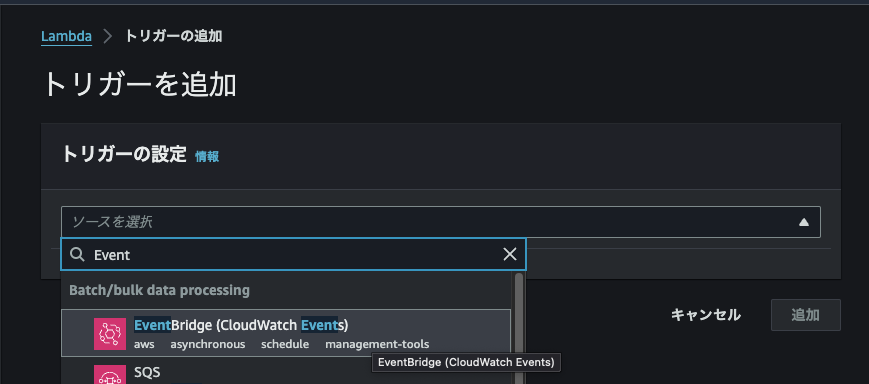 Lambda > トリガーの追加
トリガーを追加
トリガーの設定 情報
ソースを選択
Event
Batch/bulk data processing
EventBridge (CloudWatch Events)
aws asynchronous schedule management-tools
キャンセル 追加
EventBridge (CloudWatch Events)
SQS